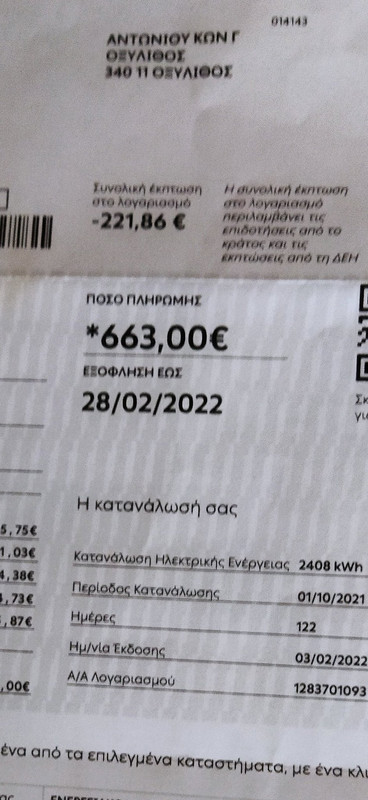 014143
ΑΝΤΩΝΙΟΥ ΚΩΝ Γ
ΟΞΥΛΙΘΟΣ
340 11 ΟΞΥΛΙΘΟΣ
Συνολική έκπτωση
στο λογαριασμό
-221,86 €
Η συνολική έκπτωση
στο λογαριασμό
περιλαμβάνει τις
επιδοτήσεις από το
κράτος και τις
εκπτώσεις από τη ΔΕΗ
ΠΟΣΟ ΠΛΗΡΩΜΗΣ
*663,00€
ΕΞΟΦΛΗΣΗ ΕΩΣ
28/02/2022
Σκ
για
Η κατανάλωσή σας
5,75€
1,03€
4,38€
,73€
,87€
,00€
Κατανάλωση Ηλεκτρικής Ενέργειας 2408 kWh
Περίοδος Κατανάλωσης 01/10/2021
Ημέρες 122
Ημ/νία Έκδοσης 03/02/2022
Α/Α Λογαριασμού 1283701093
ένα από τα επιλεγμένα καταστήματα, με ένα κλι